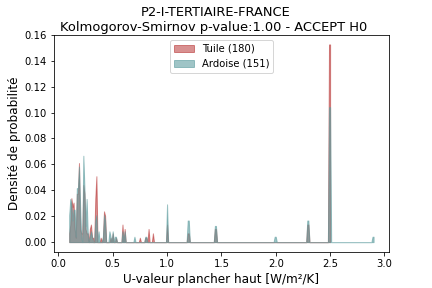 P2-I-TERTIAIRE-FRANCE
Kolmogorov-Smirnov p-value:1.00 - ACCEPT H0
Tuile (180)
Ardoise (151)
Densité de probabilité
0.16
0.14
0.12
0.10
0.08
0.06
0.04
0.02
0.00
0.0 0.5 1.0 1.5 2.0 2.5 3.0
U-valeur plancher haut [W/m²/K]